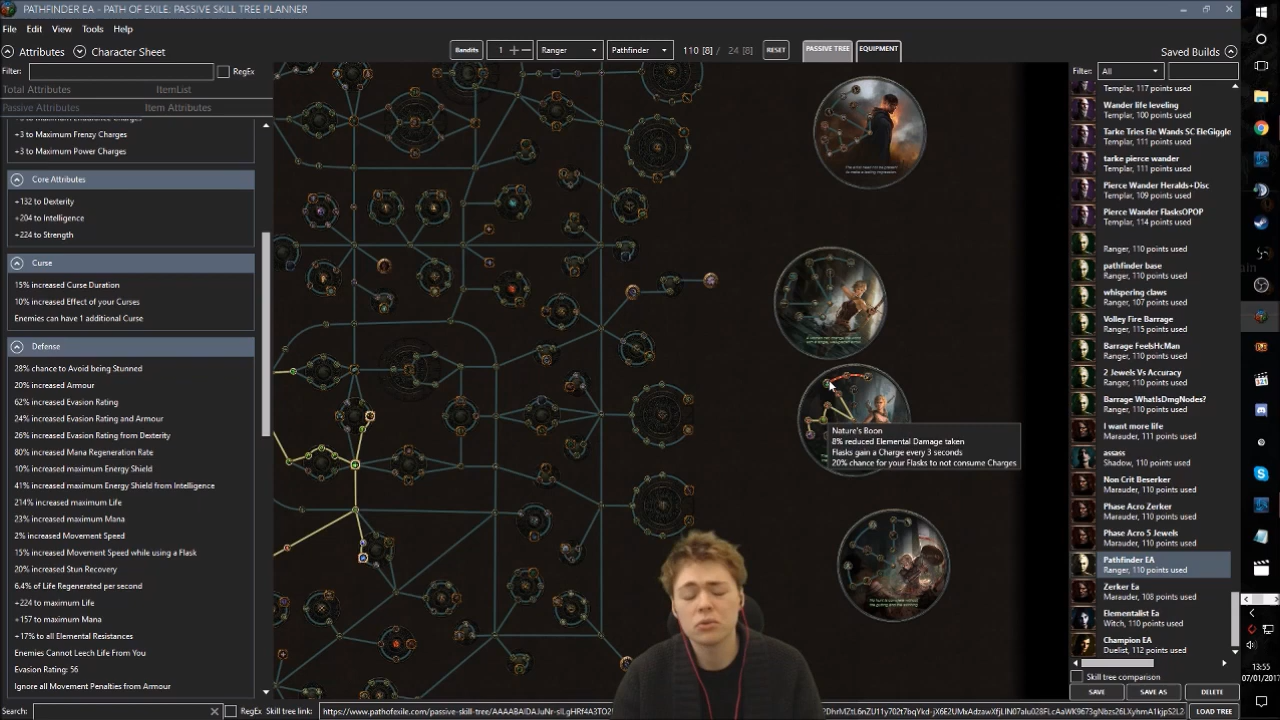 PATHFINDER EA - PATH OF EXILE: PASSIVE SKILL TREE PLANNER
File Edit View Tools Help
Attributes Character Sheet
Bandits 1 Ranger Pathfinder 110 [8] / 24 [8] RESET PASSIVE TREE EQUIPMENT
Saved Builds
Filter: RegEx
Filter: All
Total Attributes ItemList
Passive Attributes Item Attributes
+3 to Maximum Endurance Charges
+3 to Maximum Frenzy Charges
+3 to Maximum Power Charges
Core Attributes
+132 to Dexterity
+204 to Intelligence
+224 to Strength
Curse
15% increased Curse Duration
10% increased Effect of your Curses
Enemies can have 1 additional Curse
Defense
28% chance to Avoid being Stunned
20% increased Armour
62% increased Evasion Rating
24% increased Evasion Rating and Armour
26% increased Evasion Rating from Dexterity
80% increased Mana Regeneration Rate
10% increased maximum Energy Shield
41% increased maximum Energy Shield from Intelligence
214% increased maximum Life
23% increased maximum Mana
2% increased Movement Speed
15% increased Movement Speed while using a Flask
20% increased Stun Recovery
6.4% of Life Regenerated per second
+224 to maximum Life
+157 to maximum Mana
+17% to all Elemental Resistances
Enemies Cannot Leech Life From You
Evasion Rating: 56
Ignore all Movement Penalties from Armour
Nature's Boon
8% reduced Elemental Damage taken
Flasks gain a Charge every 3 seconds
20% chance for your Flasks to not consume Charges
Templar, 117 points used
Wander life leveling
Templar, 100 points used
Tarke Tries Ele Wands SC EleGiggle
Templar, 111 points used
tarke pierce wander
Templar, 111 points used
Pierce Wander Heralds+Disc
Templar, 109 points used
Pierce Wander FlasksOPOP
Templar, 114 points used
Ranger, 110 points used
pathfinder base
Ranger, 110 points used
whispering claws
Ranger, 107 points used
Volley Fire Barrage
Ranger, 115 points used
Barrage FeelsHcMan
Ranger, 110 points used
2 Jewels Vs Accuracy
Ranger, 110 points used
Barrage WhatIsDmgNodes?
Ranger, 110 points used
I want more life
Marauder, 111 points used
assass
Shadow, 110 points used
Non Crit Beserker
Marauder, 110 points used
Phase Acro Zerker
Marauder, 110 points used
Phase Acro 5 Jewels
Marauder, 110 points used
Pathfinder EA
Ranger, 110 points used
Zerker Ea
Marauder, 108 points used
Elementalist Ea
Witch, 110 points used
Champion EA
Duelist, 112 points used
Skill tree comparison
SAVE SAVE AS DELETE
Search: RegEx Skill tree link: LOAD TREE
13:55
07/01/2017